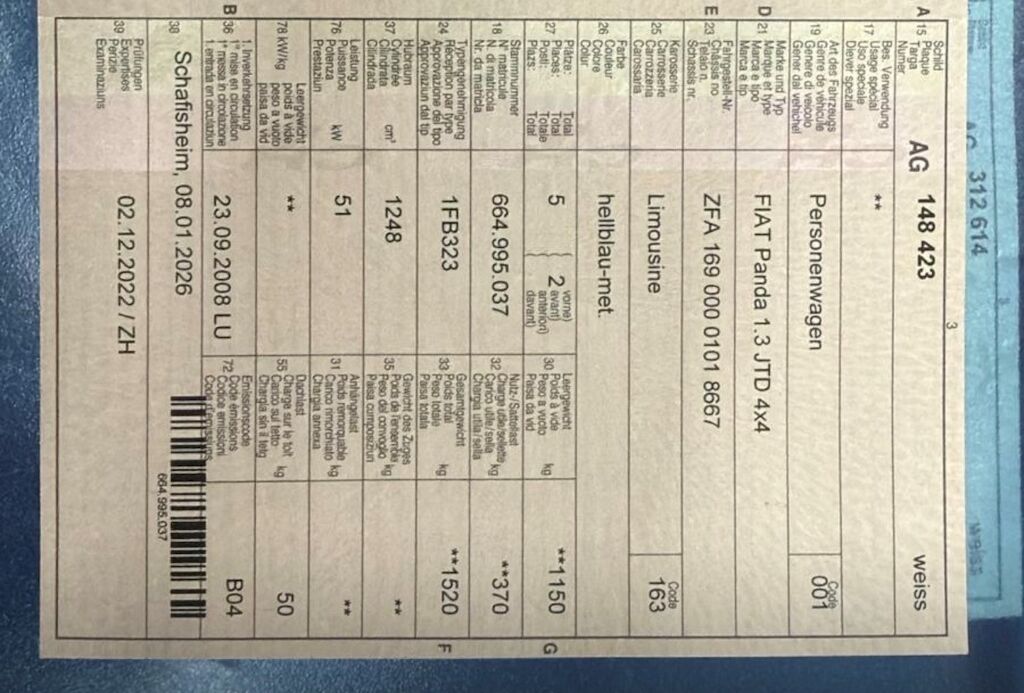 3
A 15 Schild
Plaque
Targa
Numer
AG 148 423 weiss
17 Bes. Verwendung
Usage spécial
Uso speciale
Diever spezial
**
19 Art des Fahrzeugs
Genre de véhicule
Genere di veicolo
Gener dal vehichel
Personenwagen
Code
001
D 21 Marke und Typ
Marque et type
Marca e tipo
Marca e tip
FIAT Panda 1.3 JTD 4x4
E 23 Fahrgestell-Nr.
Châssis no
Telaio n.
Schassis nr.
ZFA 169 000 0101 8667
25 Karosserie
Carrosserie
Carrozzeria
Carossaria
Limousine
Code
163
26 Farbe
Couleur
Colore
Colur
hellblau-met.
27 Plätze: Total
Places: Total
Posti: Totale
Plazs: Total
5
2
vorne)
avant)
anteriori)
davant)
30 Leergewicht
Poids à vide
Peso a vuoto
Paisa da vid
kg
**1150
G
18 Stammnummer
N° matricule
N. di matricola
Nr. da matricla
664.995.037
32 Nutz-/Sattellast
Charge utile/sellette
Carico utile/sella
Chargia utila/sella
kg
**370
24 Typengenehmigung
Réception par type
Approvazione del tipo
Approvaziun dal tip
1FB323
33 Gesamtgewicht
Poids total
Peso totale
Paisa totala
kg
**1520
F
37 Hubraum
Cylindrée
Cilindrata
Cilindrada
cm³
1248
35 Gewicht des Zuges
Poids de l'ensemble
Peso del convoglio
Paisa cumposiziun
kg
**
76 Leistung
Puissance
Potenza
Prestaziun
kW
51
31 Anhängelast
Poids remorquable
Carico rimorchiato
Chargia annexa
kg
**
78 kW/kg
Leergewicht
poids à vide
peso a vuoto
paisa da vid
**
55 Dachlast
Charge sur le toit
Carico sul tetto
Chargia sin il tetg
kg
50
B 36 1. Inverkehrsetzung
1re mise en circulation
1a messa in circolazione
1. entrada en circulaziun
23.09.2008 LU
72 Emissionscode
Code émissions
Codice emissioni
Code d'emissiuns
B04
38 Schafisheim, 08.01.2026
664.995.037
39 Prüfungen
Expertises
Perizie
Examinaziuns
02.12.2022 / ZH
AG 312 614
weiss